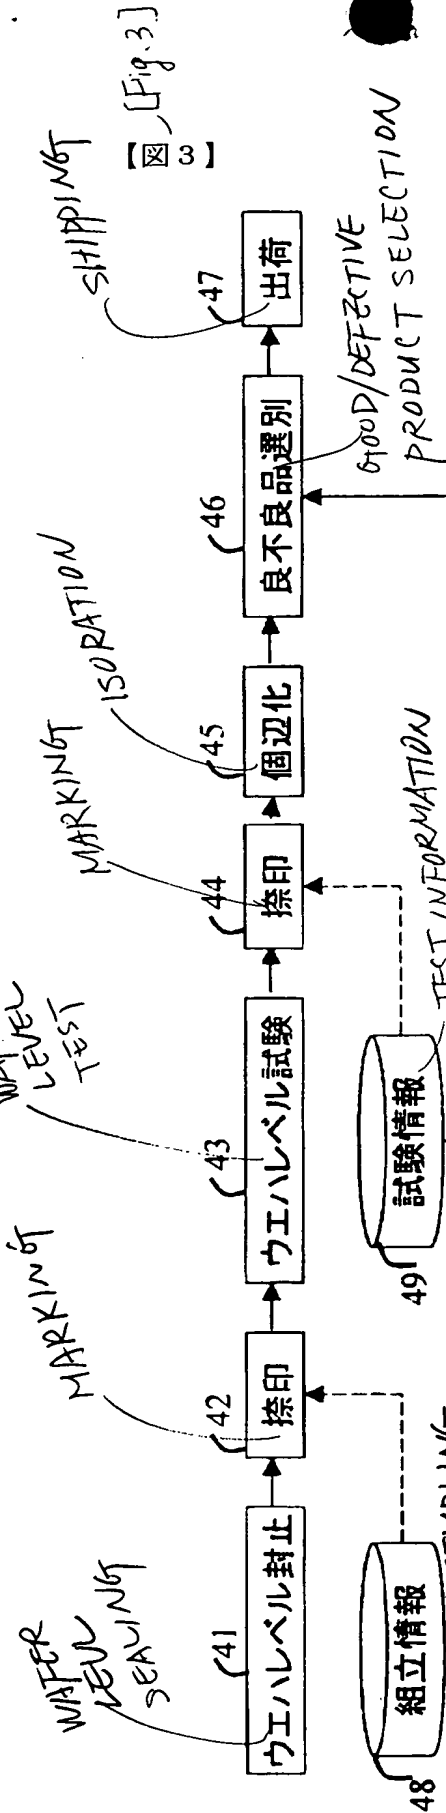 [Fig.3]
【図3】
WAFER
LEVEL
SEALING
MARKING
LEVEL
TEST
MARKING
ISORATION
SHIPPING
41
42
43
44
45
46
47
ウエハレベル封止
捺印
ウエハレベル試験
捺印
個辺化
良不良品選別
出荷
GOOD/DEFECTIVE
PRODUCT SELECTION
48
組立情報
49
試験情報
TEST INFORMATION